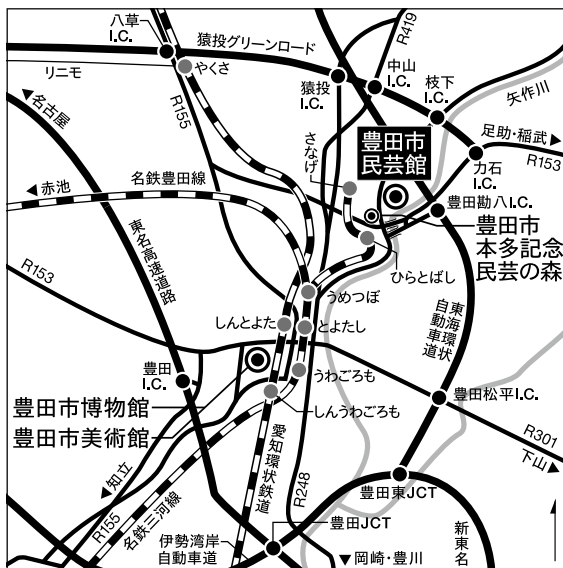 八草
I.C.
猿投グリーンロード
R419
リニモ
やくさ
猿投
I.C.
中山
I.C.
枝下
I.C.
矢作川
◀名古屋
R155
さなげ
豊田市
民芸館
足助・稲武▶
R153
力石
I.C.
◀赤池
名鉄豊田線
豊田勘八I.C.
豊田市
本多記念
民芸の森
東名高速道路
ひらとばし
R153
うめつぼ
東海環状
自動車道
しんとよた
とよたし
豊田
I.C.
うわごろも
豊田松平I.C.
豊田市博物館
豊田市美術館
しんうわごろも
R301
下山▶
◀知立
愛知環状鉄道
R248
豊田東JCT
R155
名鉄三河線
豊田JCT
新東名
伊勢湾岸
自動車道
▼岡崎・豊川